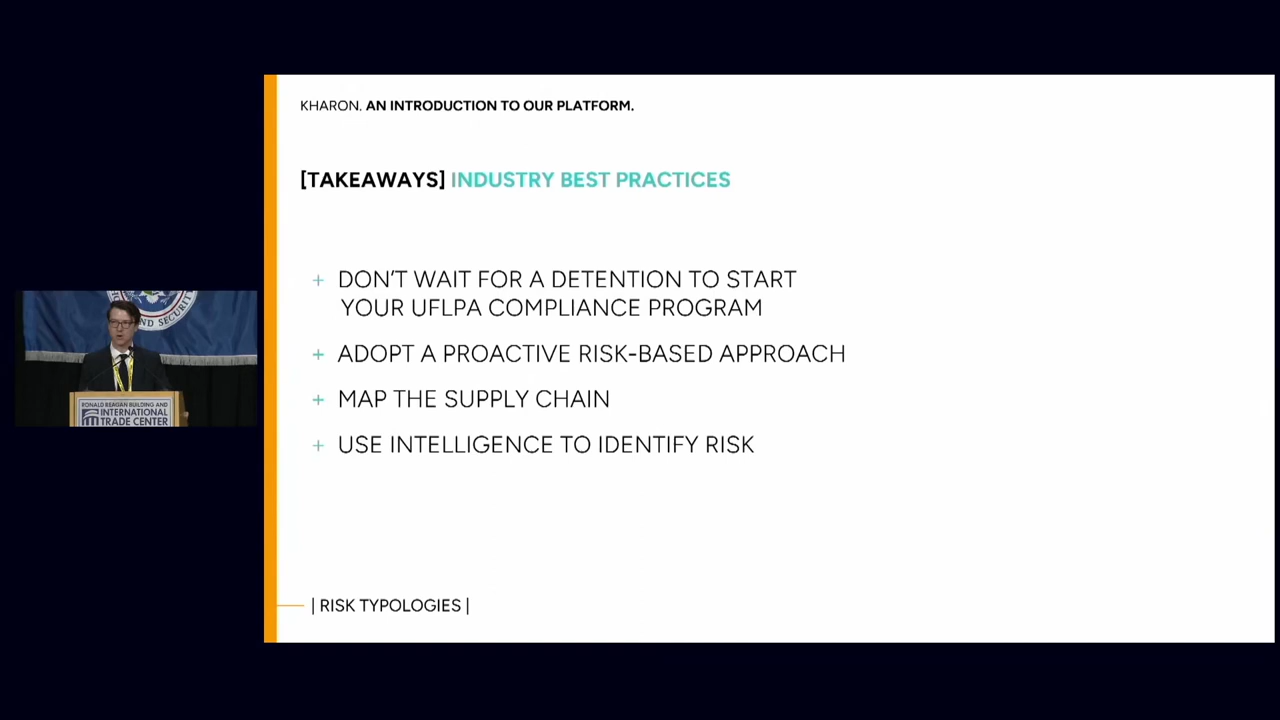 KHARON. AN INTRODUCTION TO OUR PLATFORM.
[TAKEAWAYS] INDUSTRY BEST PRACTICES
+ DON'T WAIT FOR A DETENTION TO START
YOUR UFLPA COMPLIANCE PROGRAM
+ ADOPT A PROACTIVE RISK-BASED APPROACH
+ MAP THE SUPPLY CHAIN
+ USE INTELLIGENCE TO IDENTIFY RISK
| RISK TYPOLOGIES |
ND SECURIT
RONALD REAGAN BUILDING AND
INTERNATIONAL
TRADE CENTER